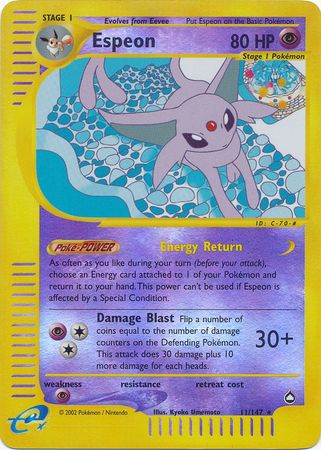 STAGE 1
Evolves from Eevee
Put Espeon on the Basic Pokémon
Espeon
80 HP
Stage 1 Pokémon
ID: C-70-#
Poké-POWER
Energy Return
As often as you like during your turn (before your attack),
choose an Energy card attached to 1 of your Pokémon and
return it to your hand. This power can't be used if Espeon is
affected by a Special Condition.
Damage Blast Flip a number of
coins equal to the number of damage
counters on the Defending Pokémon.
This attack does 30 damage plus 10
more damage for each heads.
30+
weakness
resistance
retreat cost
e
© 2002 Pokémon / Nintendo
Illus. Kyoko Umemoto
11/147 ★